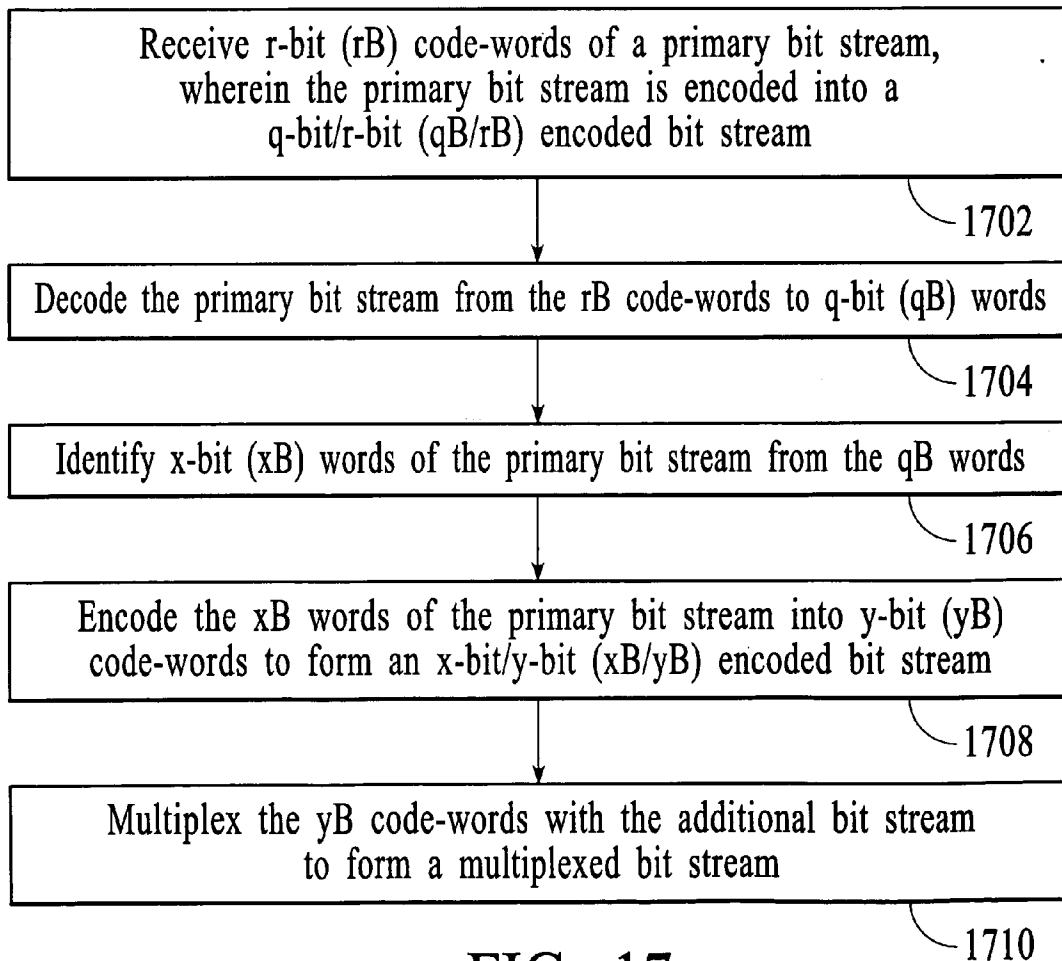 Receive r-bit (rB) code-words of a primary bit stream,
wherein the primary bit stream is encoded into a
q-bit/r-bit (qB/rB) encoded bit stream
1702
Decode the primary bit stream from the rB code-words to q-bit (qB) words
1704
Identify x-bit (xB) words of the primary bit stream from the qB words
1706
Encode the xB words of the primary bit stream into y-bit (yB)
code-words to form an x-bit/y-bit (xB/yB) encoded bit stream
1708
Multiplex the yB code-words with the additional bit stream
to form a multiplexed bit stream
1710
FIG. 17